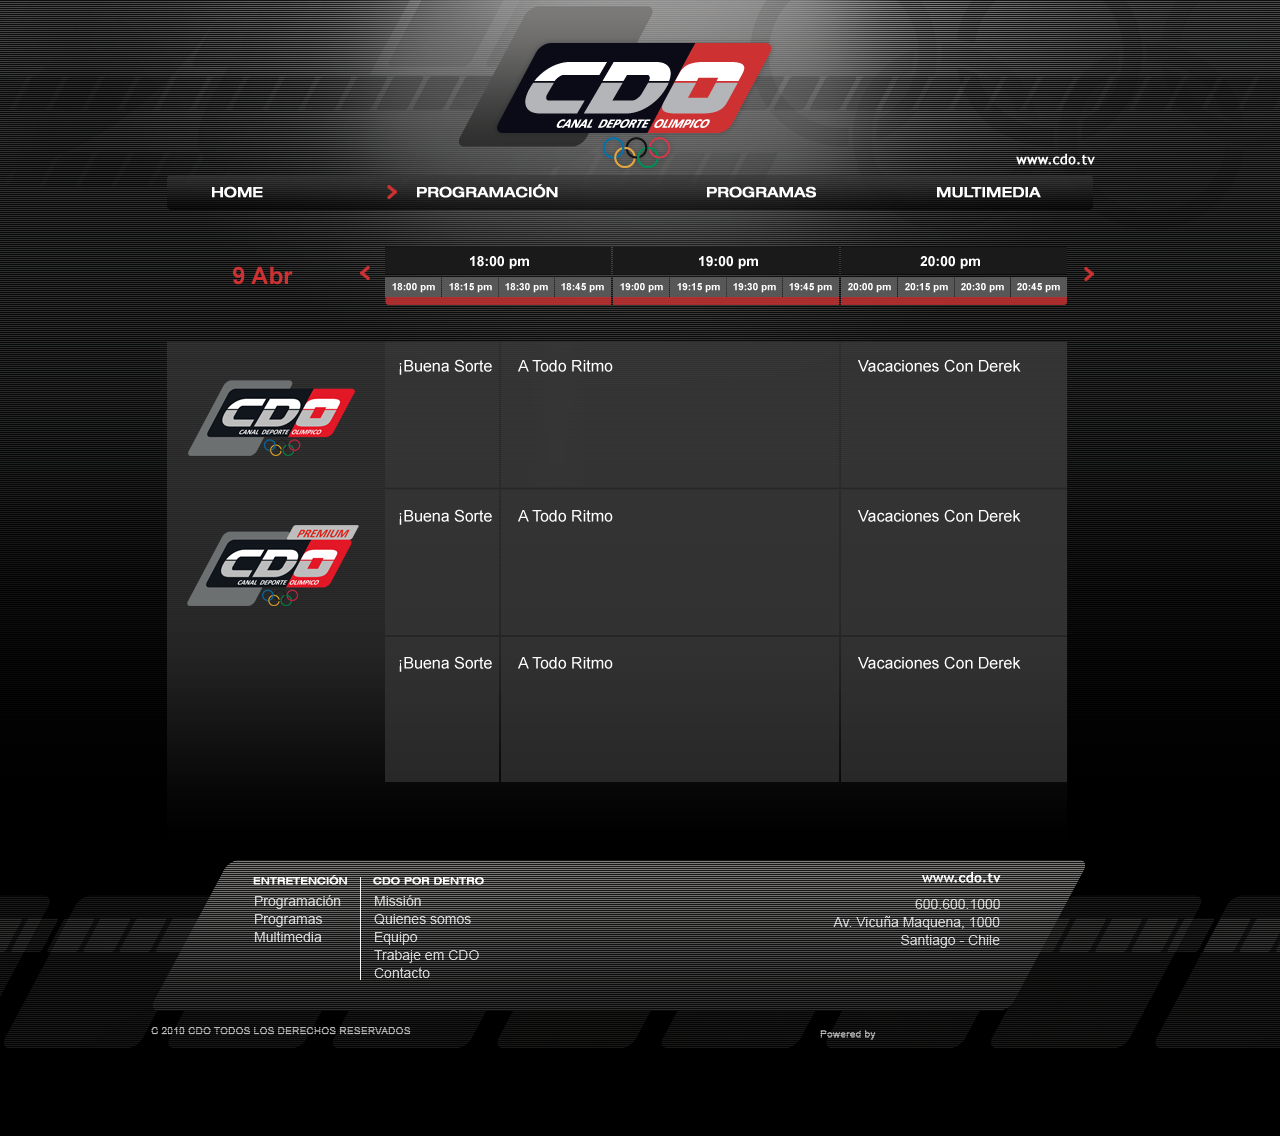 CDO
CANAL DEPORTE OLIMPICO
www.cdo.tv
HOME PROGRAMACIÓN PROGRAMAS MULTIMEDIA
9 Abr
18:00 pm 19:00 pm 20:00 pm
18:00 pm 18:15 pm 18:30 pm 18:45 pm 19:00 pm 19:15 pm 19:30 pm 19:45 pm 20:00 pm 20:15 pm 20:30 pm 20:45 pm
¡Buena Sorte A Todo Ritmo Vacaciones Con Derek
CDO
CANAL DEPORTE OLIMPICO
¡Buena Sorte A Todo Ritmo Vacaciones Con Derek
PREMIUM
CDO
CANAL DEPORTE OLIMPICO
¡Buena Sorte A Todo Ritmo Vacaciones Con Derek
ENTRETENCIÓN
Programación
Programas
Multimedia
CDO POR DENTRO
Missión
Quienes somos
Equipo
Trabaje em CDO
Contacto
www.cdo.tv
600.600.1000
Av. Vicuña Maquena, 1000
Santiago - Chile
C 2010 CDO TODOS LOS DERECHOS RESERVADOS
Powered by